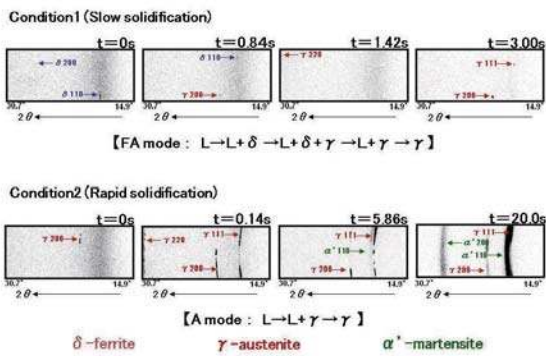 Condition1 (Slow solidification)
t=0s t=0.84s t=1.42s t=3.00s
δ 200 δ 110 γ 220 γ 111
δ 110 γ 200 γ 200
30.7° 14.9° 30.7° 14.9° 30.7° 14.9° 30.7° 14.9°
2θ 2θ 2θ 2θ
【FA mode : L→L+δ→L+δ+γ→L+γ→γ】
Condition2 (Rapid solidification)
t=0s t=0.14s t=5.86s t=20.0s
γ 200 γ 220 γ 111 γ 111 γ 111
α' 110 α' 200
α' 110
γ 200 γ 200 γ 200
30.7° 14.9° 30.7° 14.9° 30.7° 14.9° 30.7° 14.9°
2θ 2θ 2θ 2θ
【A mode : L→L+γ→γ】
δ-ferrite γ-austenite α'-martensite